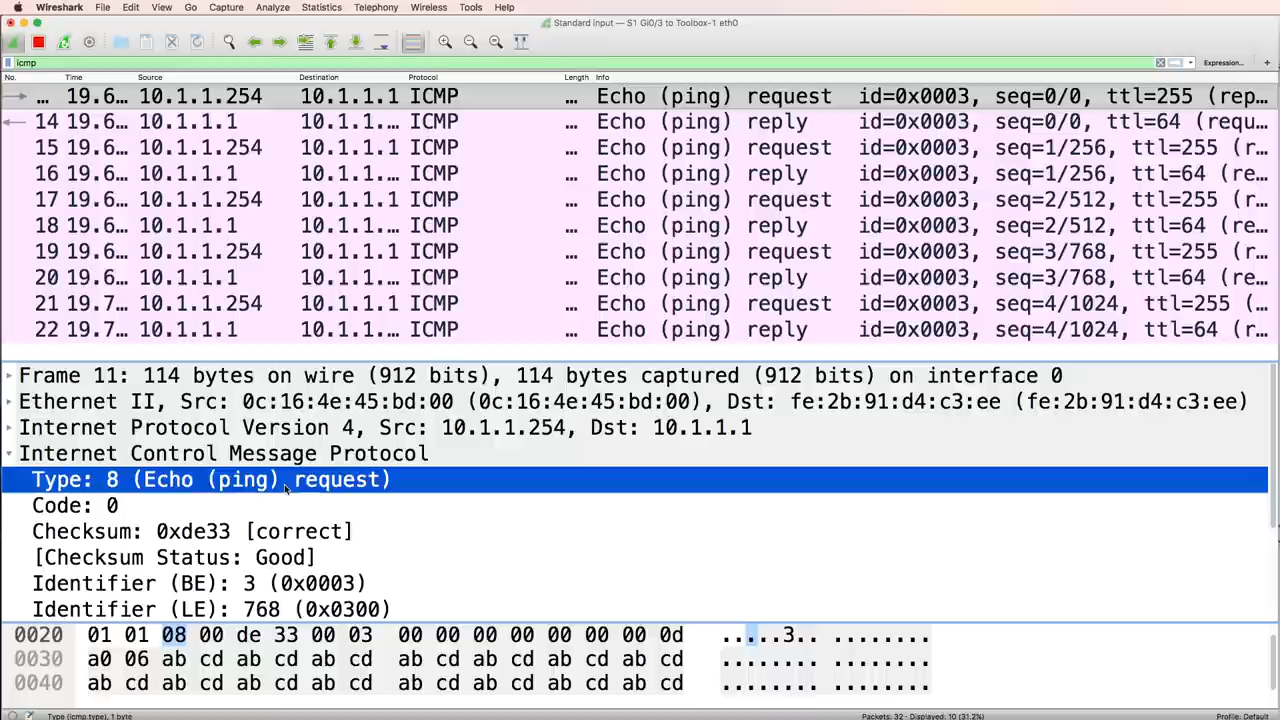 Wireshark File Edit View Go Capture Analyze Statistics Telephony Wireless Tools Help
Standard input — S1 Gi0/3 to Toolbox-1 eth0
icmp Expression... +
No. Time Source Destination Protocol Length Info
... 19.6... 10.1.1.254 10.1.1.1 ICMP ... Echo (ping) request id=0x0003, seq=0/0, ttl=255 (rep...
14 19.6... 10.1.1.1 10.1.1.... ICMP ... Echo (ping) reply id=0x0003, seq=0/0, ttl=64 (requ...
15 19.6... 10.1.1.254 10.1.1.1 ICMP ... Echo (ping) request id=0x0003, seq=1/256, ttl=255 (r...
16 19.6... 10.1.1.1 10.1.1.... ICMP ... Echo (ping) reply id=0x0003, seq=1/256, ttl=64 (re...
17 19.6... 10.1.1.254 10.1.1.1 ICMP ... Echo (ping) request id=0x0003, seq=2/512, ttl=255 (r...
18 19.6... 10.1.1.1 10.1.1.... ICMP ... Echo (ping) reply id=0x0003, seq=2/512, ttl=64 (re...
19 19.6... 10.1.1.254 10.1.1.1 ICMP ... Echo (ping) request id=0x0003, seq=3/768, ttl=255 (r...
20 19.6... 10.1.1.1 10.1.1.... ICMP ... Echo (ping) reply id=0x0003, seq=3/768, ttl=64 (re...
21 19.7... 10.1.1.254 10.1.1.1 ICMP ... Echo (ping) request id=0x0003, seq=4/1024, ttl=255 (...
22 19.7... 10.1.1.1 10.1.1.... ICMP ... Echo (ping) reply id=0x0003, seq=4/1024, ttl=64 (r...
Frame 11: 114 bytes on wire (912 bits), 114 bytes captured (912 bits) on interface 0
Ethernet II, Src: 0c:16:4e:45:bd:00 (0c:16:4e:45:bd:00), Dst: fe:2b:91:d4:c3:ee (fe:2b:91:d4:c3:ee)
Internet Protocol Version 4, Src: 10.1.1.254, Dst: 10.1.1.1
Internet Control Message Protocol
Type: 8 (Echo (ping) request)
Code: 0
Checksum: 0xde33 [correct]
[Checksum Status: Good]
Identifier (BE): 3 (0x0003)
Identifier (LE): 768 (0x0300)
0020 01 01 08 00 de 33 00 03 00 00 00 00 00 00 00 0d .....3.. ........
0030 a0 06 ab cd ab cd ab cd ab cd ab cd ab cd ab cd ........ ........
0040 ab cd ab cd ab cd ab cd ab cd ab cd ab cd ab cd ........ ........
Type (icmp.type), 1 byte Packets: 32 · Displayed: 10 (31.2%) Profile: Default